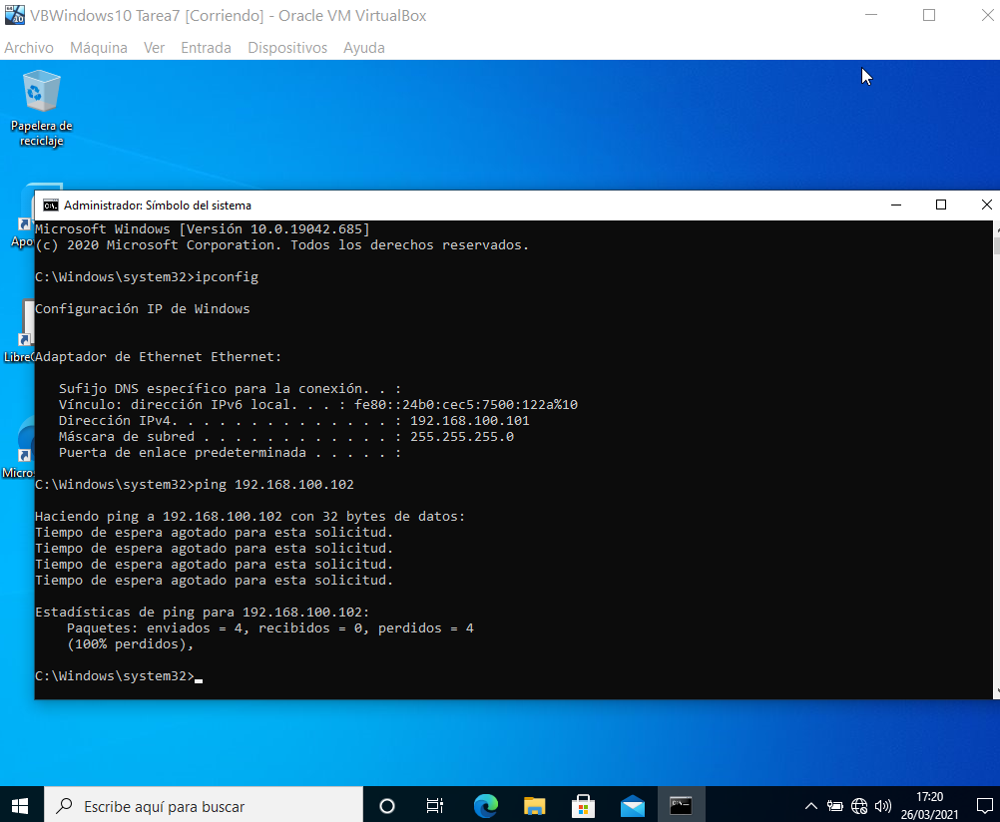 VBWindows10 Tarea7 [Corriendo] - Oracle VM VirtualBox
Archivo Máquina Ver Entrada Dispositivos Ayuda
Papelera de
reciclaje
Administrador: Símbolo del sistema
Microsoft Windows [Versión 10.0.19042.685]
(c) 2020 Microsoft Corporation. Todos los derechos reservados.
C:\Windows\system32>ipconfig
Configuración IP de Windows
Adaptador de Ethernet Ethernet:
Sufijo DNS específico para la conexión. . :
Vínculo: dirección IPv6 local. . . : fe80::24b0:cec5:7500:122a%10
Dirección IPv4. . . . . . . . . . . . . . : 192.168.100.101
Máscara de subred . . . . . . . . . . . . : 255.255.255.0
Puerta de enlace predeterminada . . . . . :
C:\Windows\system32>ping 192.168.100.102
Haciendo ping a 192.168.100.102 con 32 bytes de datos:
Tiempo de espera agotado para esta solicitud.
Tiempo de espera agotado para esta solicitud.
Tiempo de espera agotado para esta solicitud.
Tiempo de espera agotado para esta solicitud.
Estadísticas de ping para 192.168.100.102:
Paquetes: enviados = 4, recibidos = 0, perdidos = 4
(100% perdidos),
C:\Windows\system32>
Escribe aquí para buscar
17:20
26/03/2021